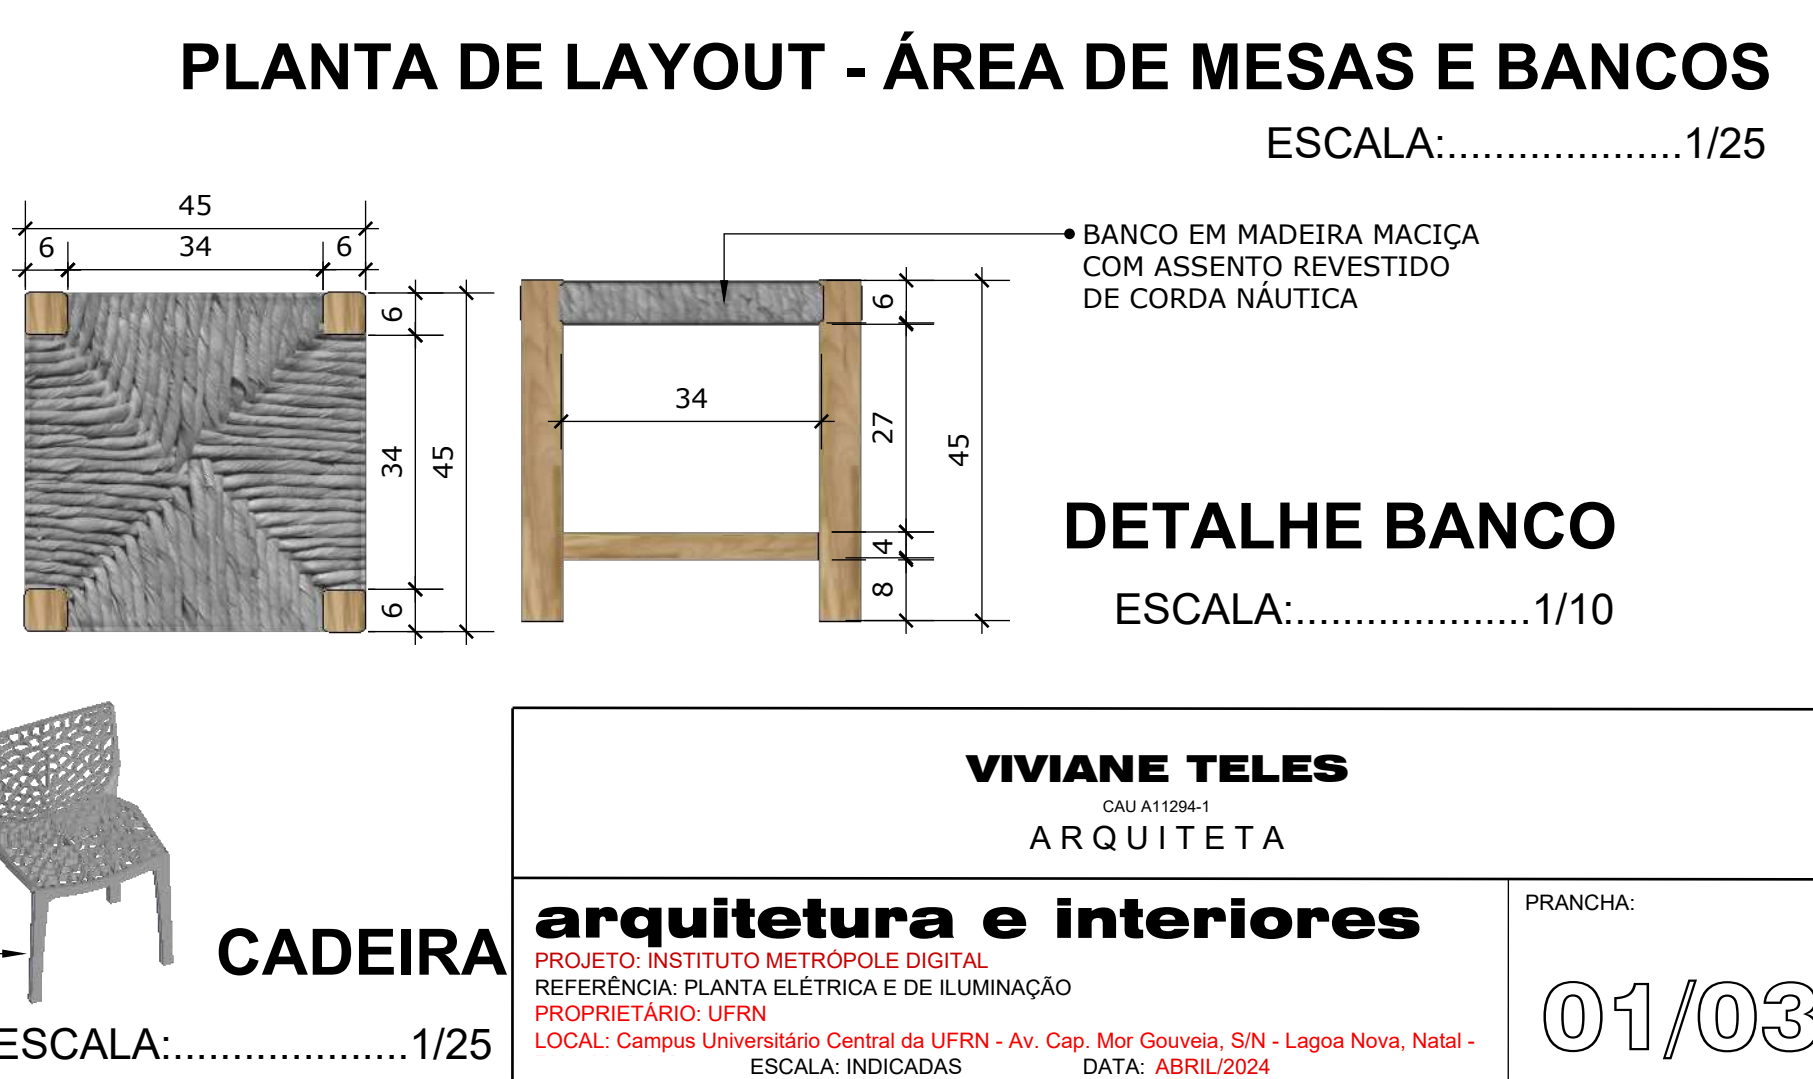 PLANTA DE LAYOUT - ÁREA DE MESAS E BANCOS
ESCALA:....................1/25
45
6 34 6
6
34
45
6
BANCO EM MADEIRA MACIÇA
COM ASSENTO REVESTIDO
DE CORDA NÁUTICA
6
34
27
45
4
8
DETALHE BANCO
ESCALA:....................1/10
CADEIRA
ESCALA:....................1/25
VIVIANE TELES
CAU A11294-1
ARQUITETA
arquitetura e interiores
PROJETO: INSTITUTO METRÓPOLE DIGITAL
REFERÊNCIA: PLANTA ELÉTRICA E DE ILUMINAÇÃO
PROPRIETÁRIO: UFRN
LOCAL: Campus Universitário Central da UFRN - Av. Cap. Mor Gouveia, S/N - Lagoa Nova, Natal -
ESCALA: INDICADAS DATA: ABRIL/2024
PRANCHA:
01/03